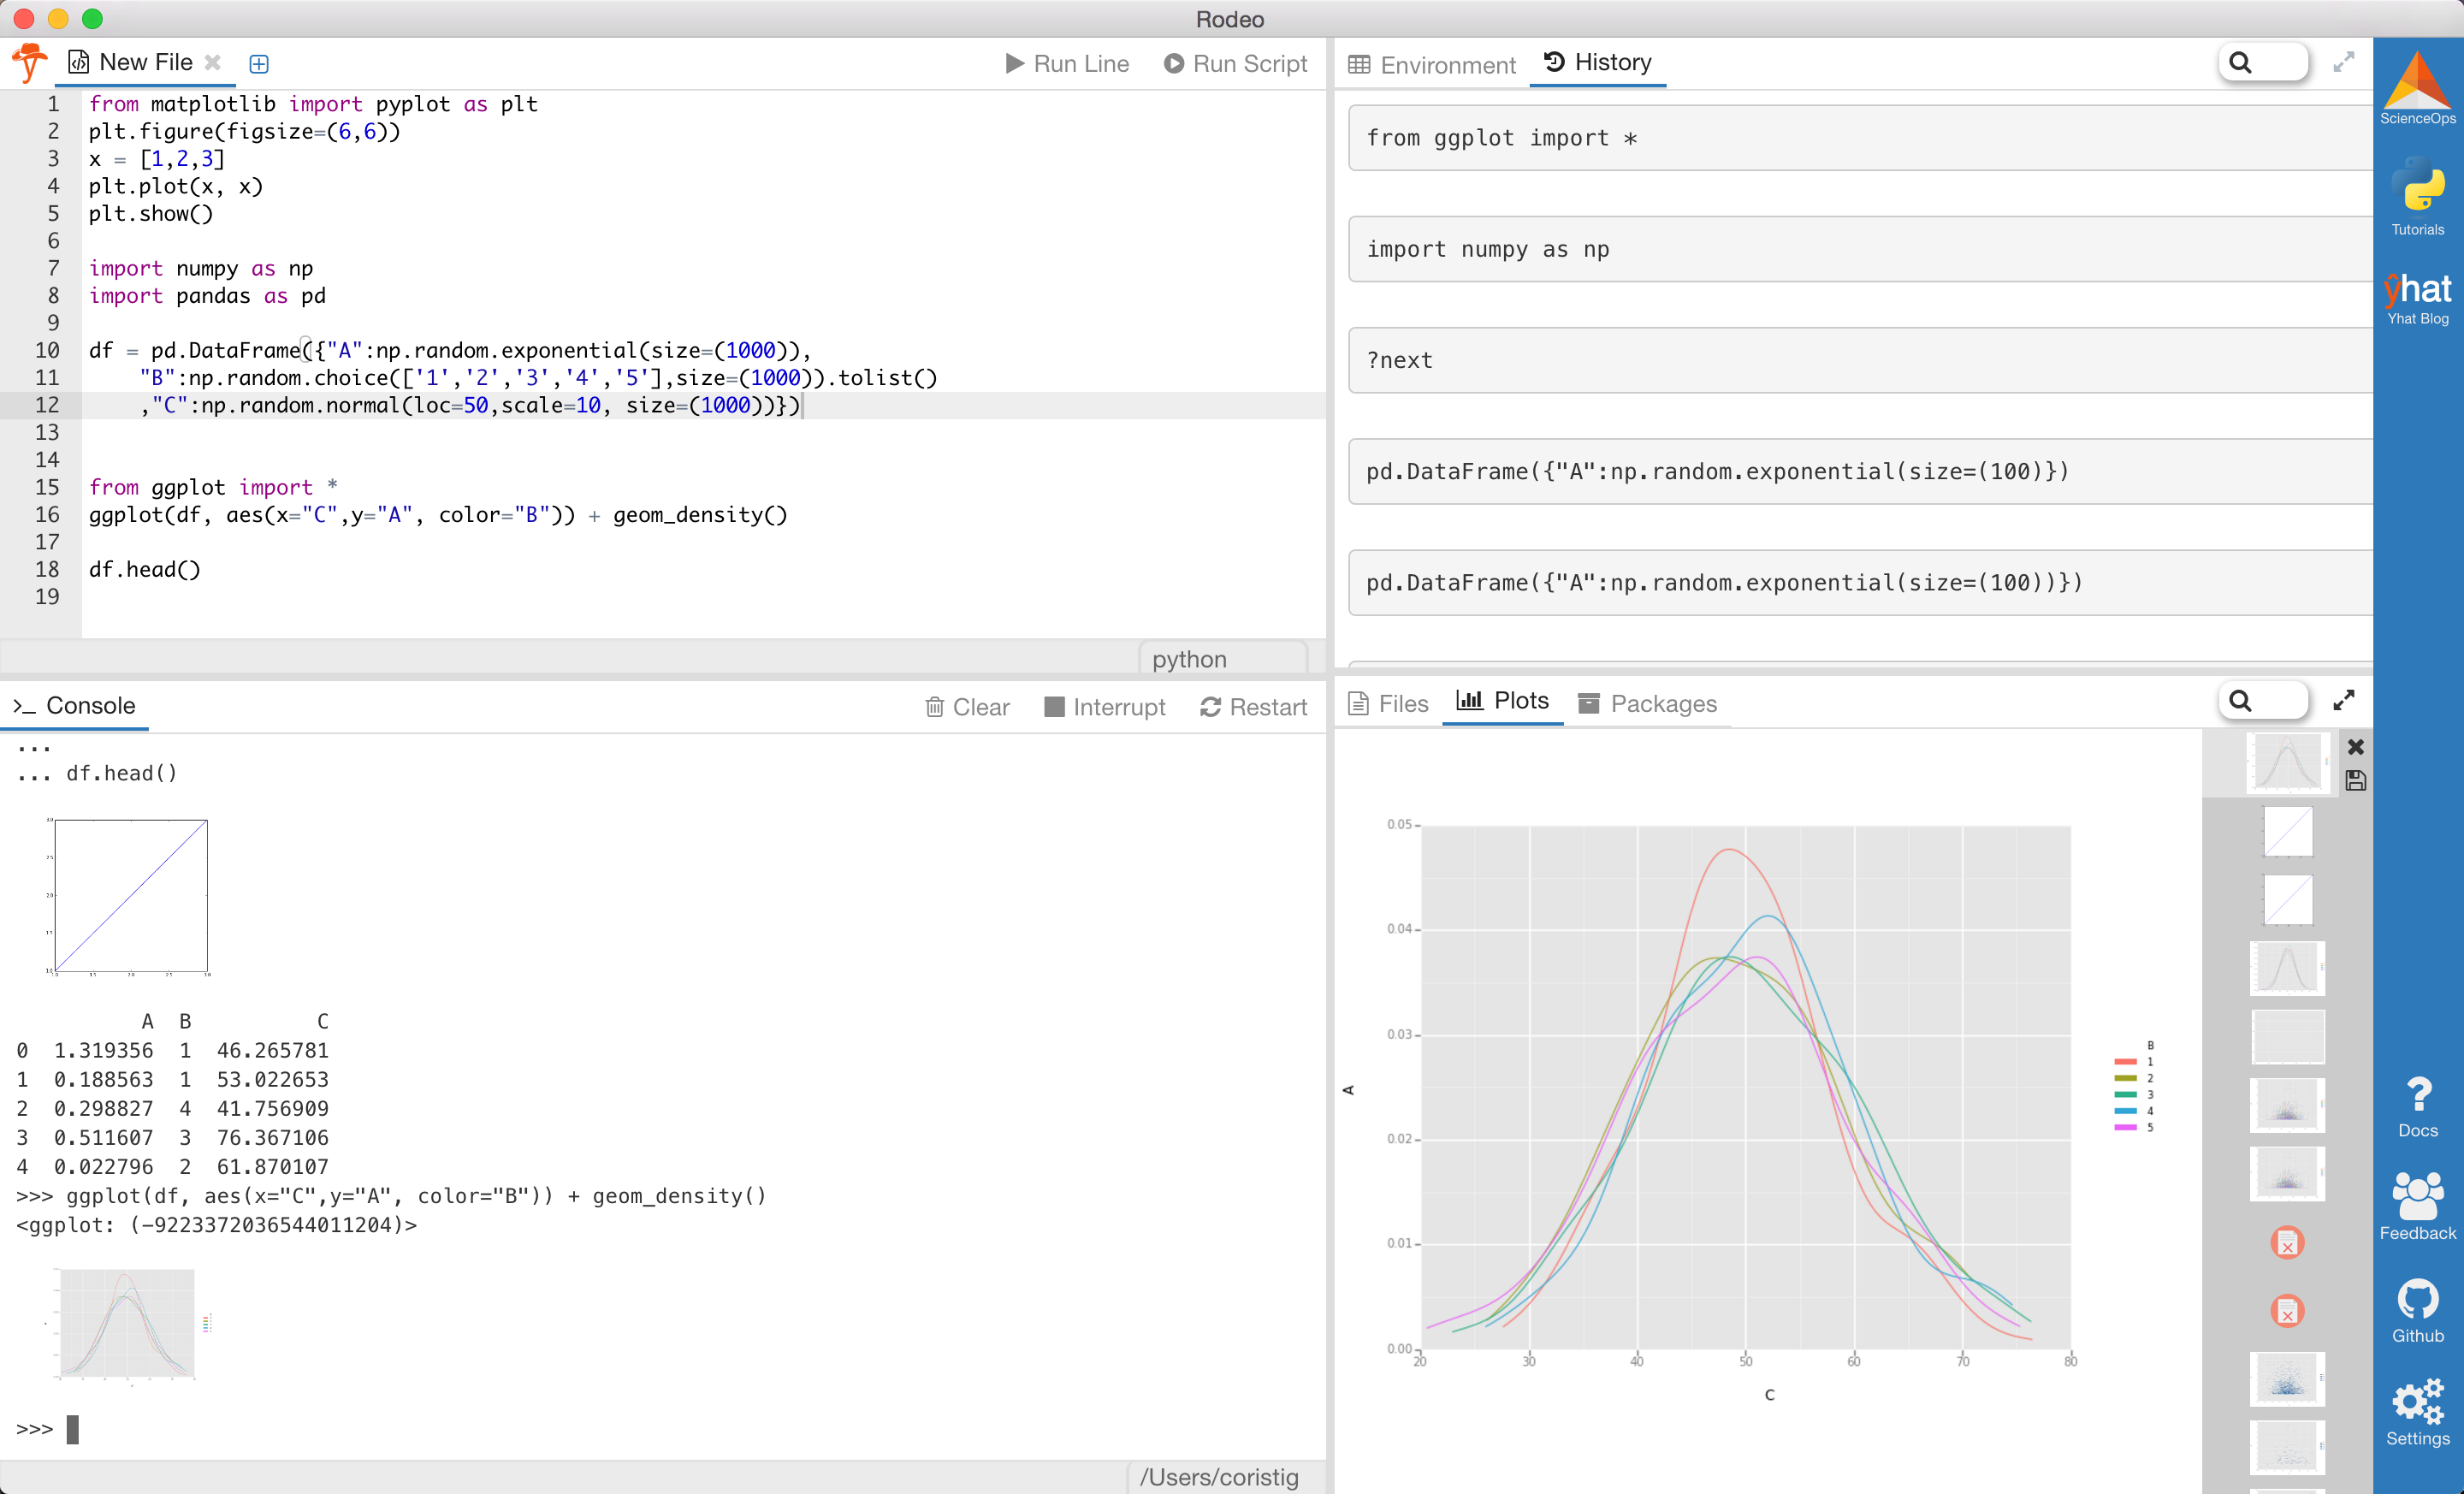 Rodeo
New File
Run Line
Run Script
1 from matplotlib import pyplot as plt
2 plt.figure(figsize=(6,6))
3 x = [1,2,3]
4 plt.plot(x, x)
5 plt.show()
6
7 import numpy as np
8 import pandas as pd
9
10 df = pd.DataFrame({"A":np.random.exponential(size=(1000)),
11 "B":np.random.choice(['1','2','3','4','5'],size=(1000)).tolist()
12 ,"C":np.random.normal(loc=50,scale=10, size=(1000))})
13
14
15 from ggplot import *
16 ggplot(df, aes(x="C",y="A", color="B")) + geom_density()
17
18 df.head()
19
python
Environment
History
from ggplot import *
import numpy as np
?next
pd.DataFrame({"A":np.random.exponential(size=(100)})
pd.DataFrame({"A":np.random.exponential(size=(100))})
Console
Clear
Interrupt
Restart
...
... df.head()
A B C
0 1.319356 1 46.265781
1 0.188563 1 53.022653
2 0.298827 4 41.756909
3 0.511607 3 76.367106
4 0.022796 2 61.870107
>>> ggplot(df, aes(x="C",y="A", color="B")) + geom_density()
<ggplot: (-9223372036544011204)>
>>>
/Users/coristig
Files
Plots
Packages
0.05
0.04
0.03
0.02
0.01
0.00
20 30 40 50 60 70 80
A
C
B
1
2
3
4
5
ScienceOps
Tutorials
ŷhat
Yhat Blog
Docs
Feedback
Github
Settings